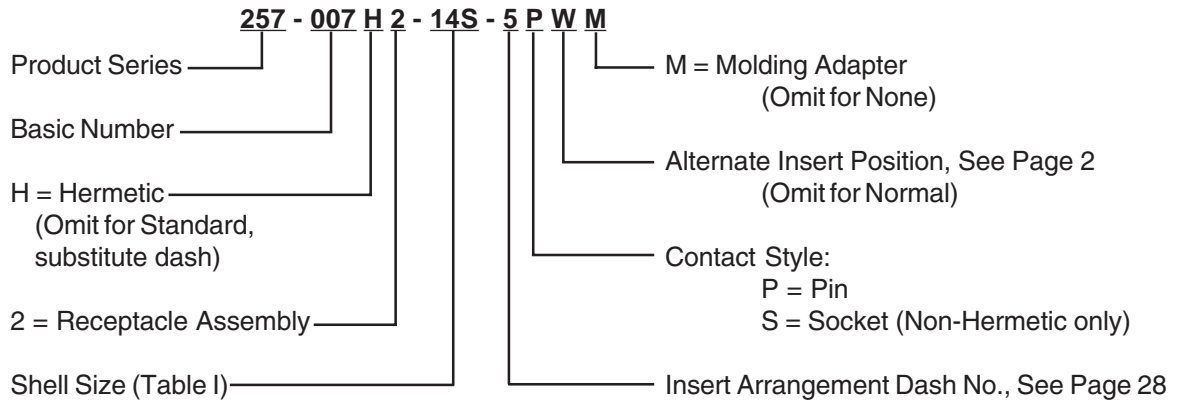 257 - 007 H 2 - 14S - 5 P W M
Product Series
Basic Number
H = Hermetic
(Omit for Standard,
substitute dash)
2 = Receptacle Assembly
Shell Size (Table I)
M = Molding Adapter
(Omit for None)
Alternate Insert Position, See Page 2
(Omit for Normal)
Contact Style:
P = Pin
S = Socket (Non-Hermetic only)
Insert Arrangement Dash No., See Page 28